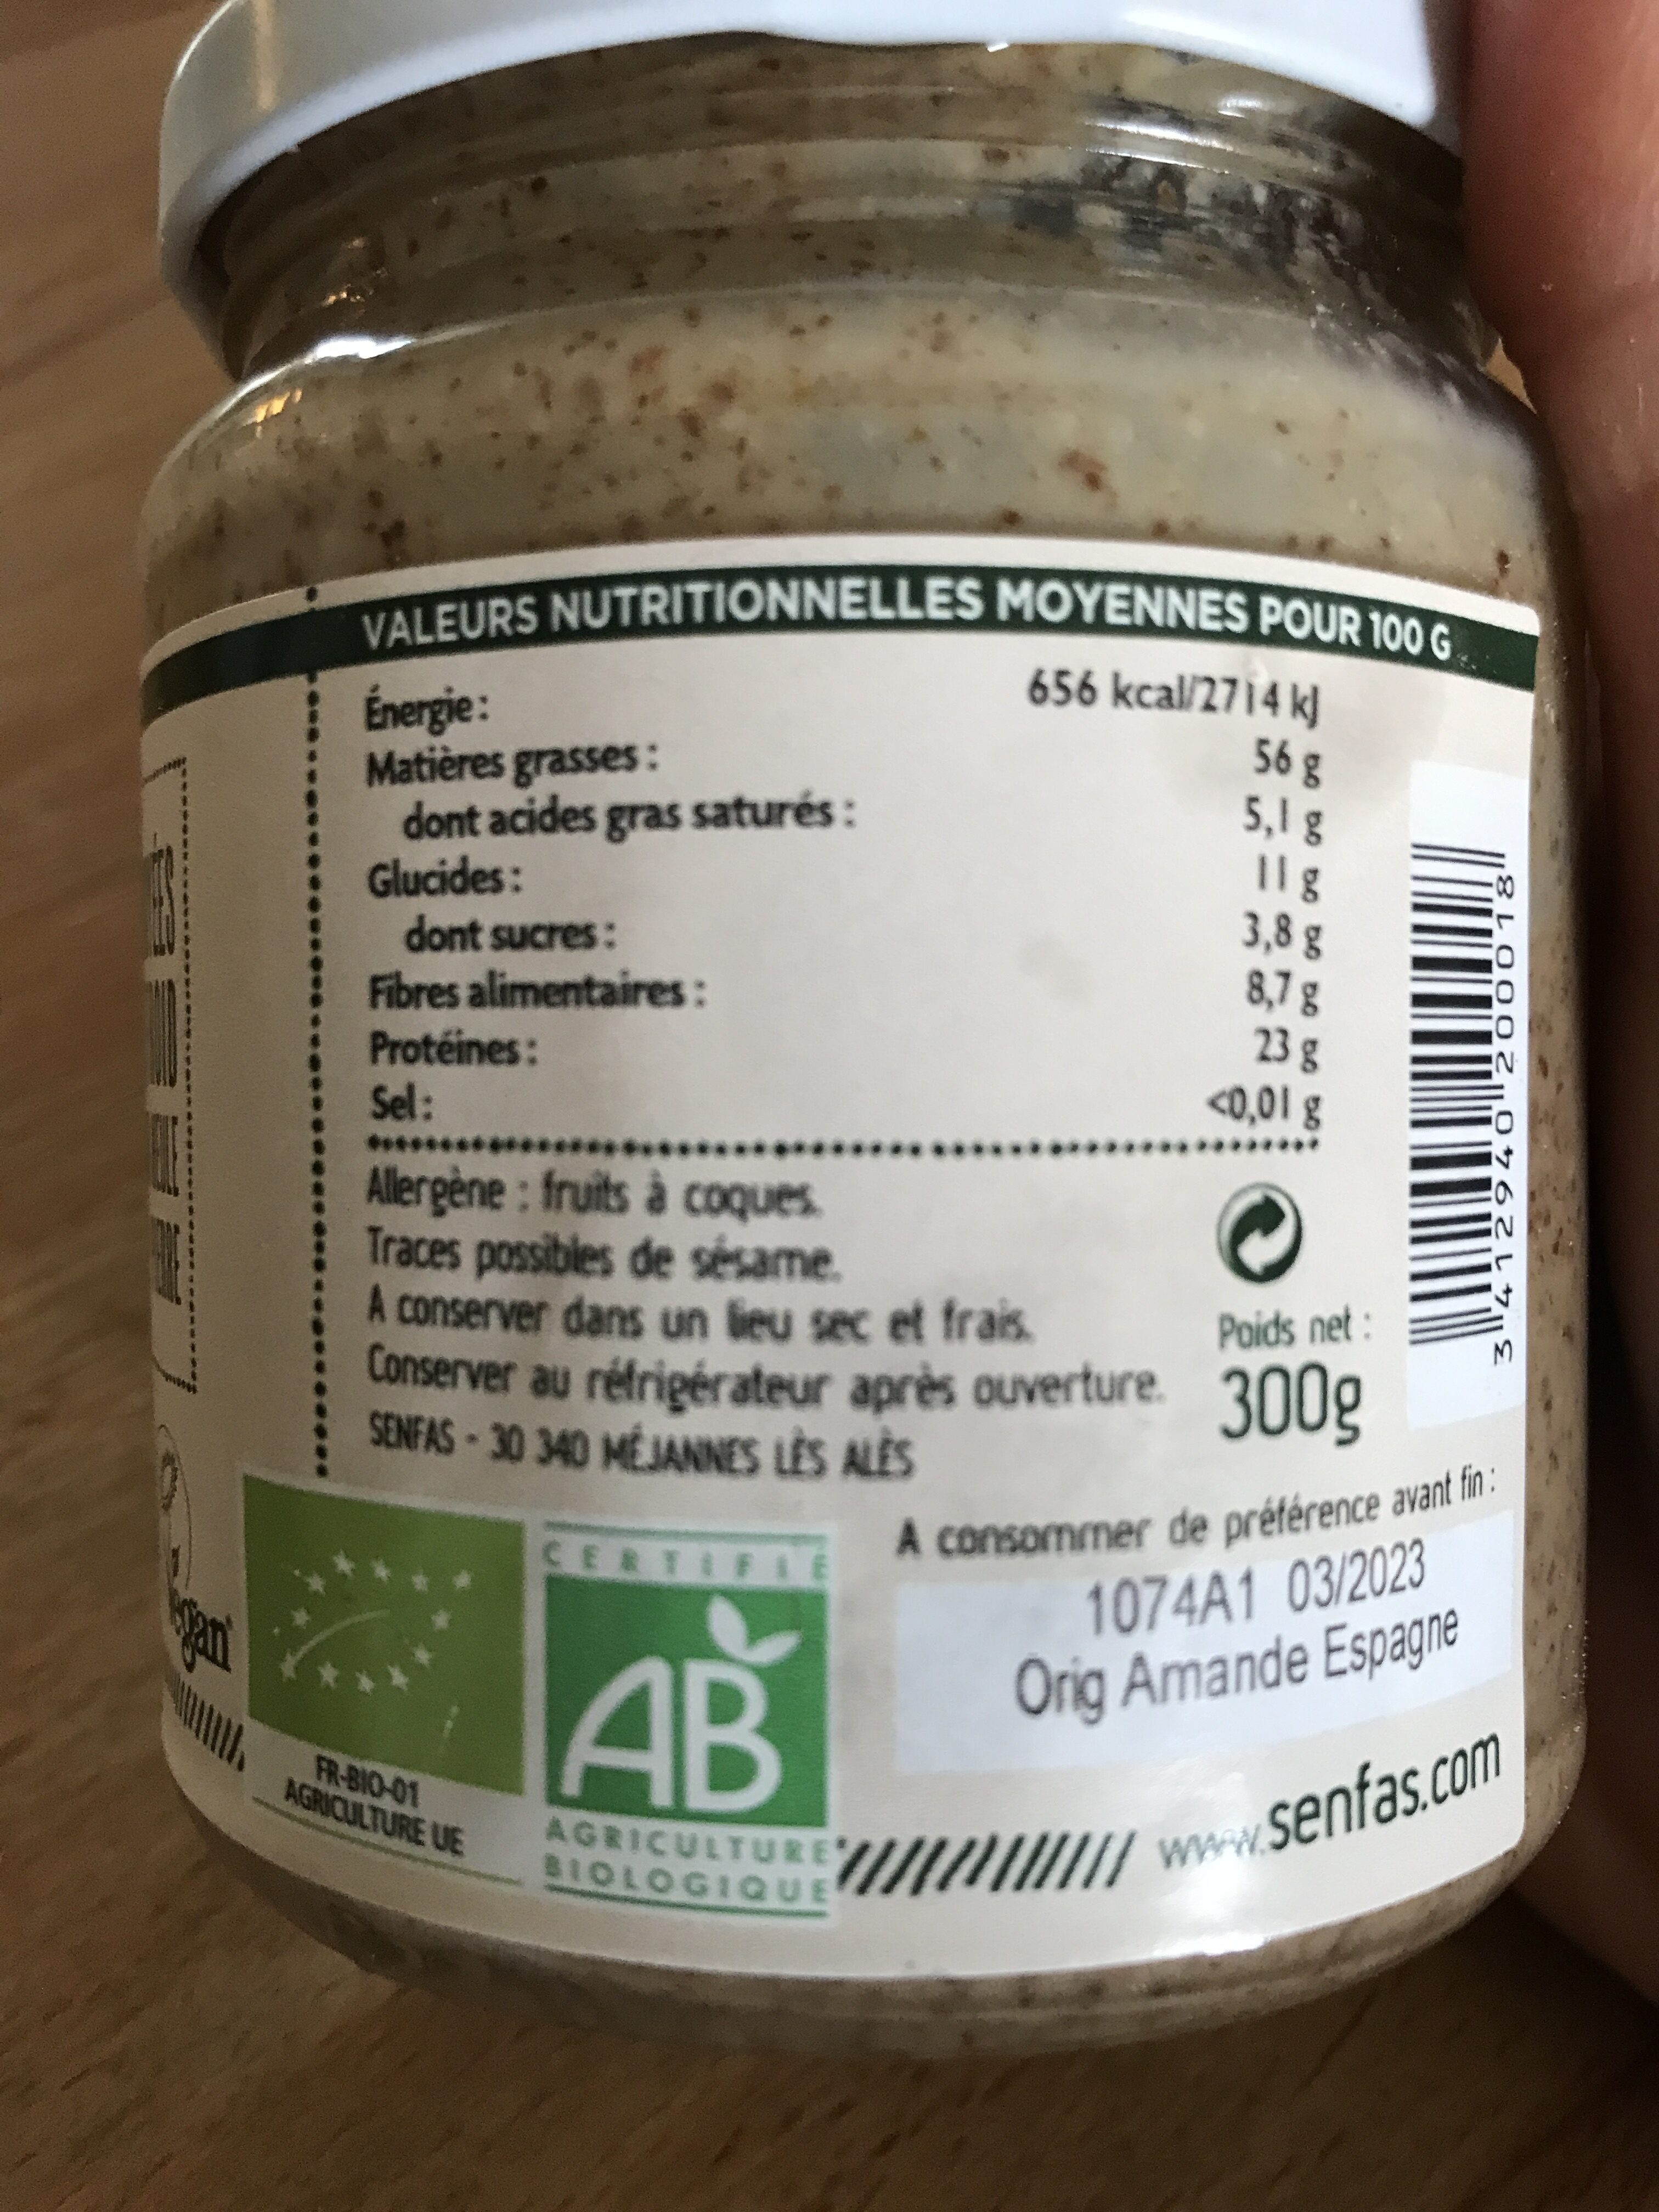 VALEURS NUTRITIONNELLES MOYENNES POUR 100 G
Énergie : 656 kcal/2714 kJ
Matières grasses : 56 g
dont acides gras saturés : 5,1 g
Glucides : 11 g
dont sucres : 3,8 g
Fibres alimentaires : 8,7 g
Protéines : 23 g
Sel : <0,01 g
Allergène : fruits à coques.
Traces possibles de sésame.
A conserver dans un lieu sec et frais.
Conserver au réfrigérateur après ouverture.
SENFAS - 30 340 MÉJANNES LÈS ALÈS
Poids net :
300g
3 412940 200018
A consommer de préférence avant fin :
1074A1 03/2023
Orig Amande Espagne
www.senfas.com
CERTIFIÉ
AB
AGRICULTURE
BIOLOGIQUE
FR-BIO-01
AGRICULTURE UE